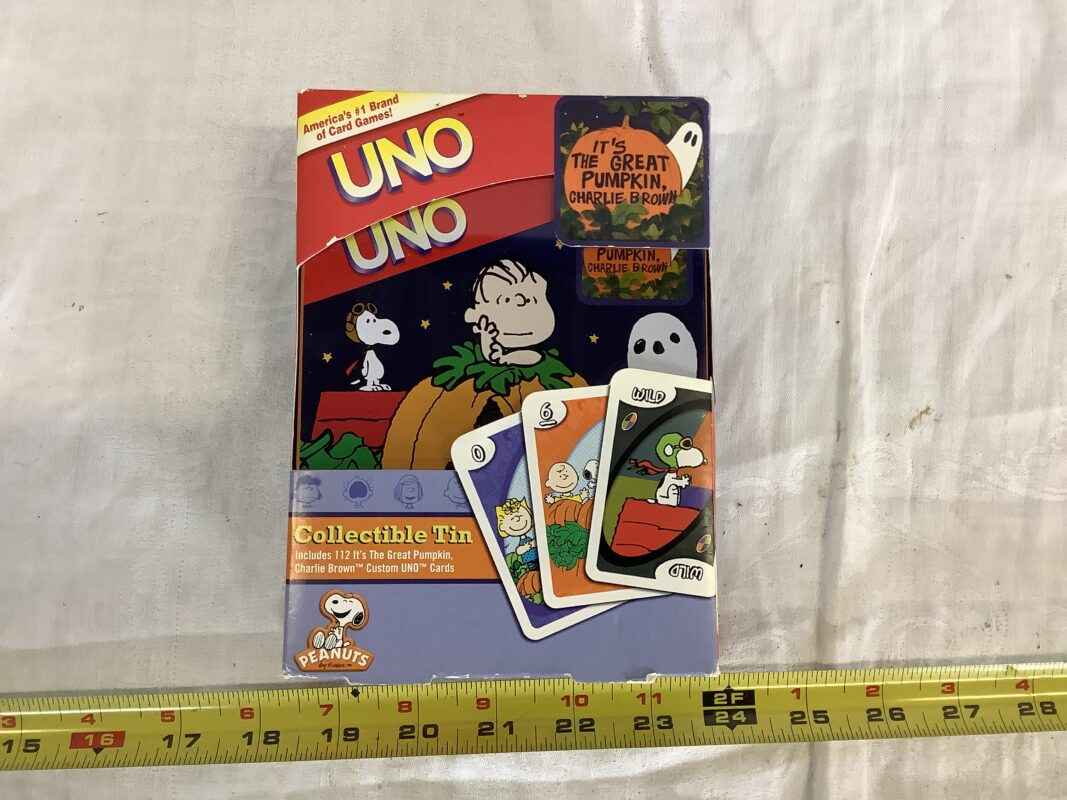 America's #1 Brand
of Card Games!
UNO
IT'S
THE GREAT
PUMPKIN,
CHARLIE BROWN
UNO
PUMPKIN,
CHARLIE BROWN
WILD
6
0
Collectible Tin
Includes 112 It's The Great Pumpkin,
Charlie Brown™ Custom UNO™ Cards
WILD
PEANUTS
3 4 5 6 7 8 9 10 11 2F 1 2 3 4
15 16 17 18 19 20 21 22 23 24 25 26 27 28